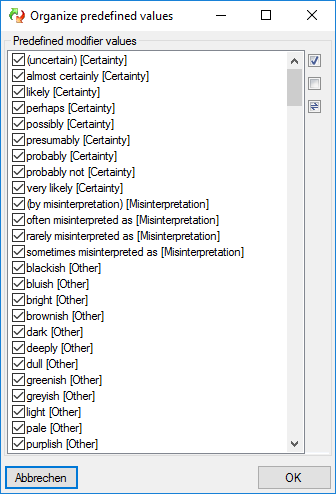 Organize predefined values
Predefined modifier values
(uncertain) [Certainty]
almost certainly [Certainty]
likely [Certainty]
perhaps [Certainty]
possibly [Certainty]
presumably [Certainty]
probably [Certainty]
probably not [Certainty]
very likely [Certainty]
(by misinterpretation) [Misinterpretation]
often misinterpreted as [Misinterpretation]
rarely misinterpreted as [Misinterpretation]
sometimes misinterpreted as [Misinterpretation]
blackish [Other]
bluish [Other]
bright [Other]
brownish [Other]
dark [Other]
deeply [Other]
dull [Other]
greenish [Other]
greyish [Other]
light [Other]
pale [Other]
purplish [Other]
Abbrechen OK